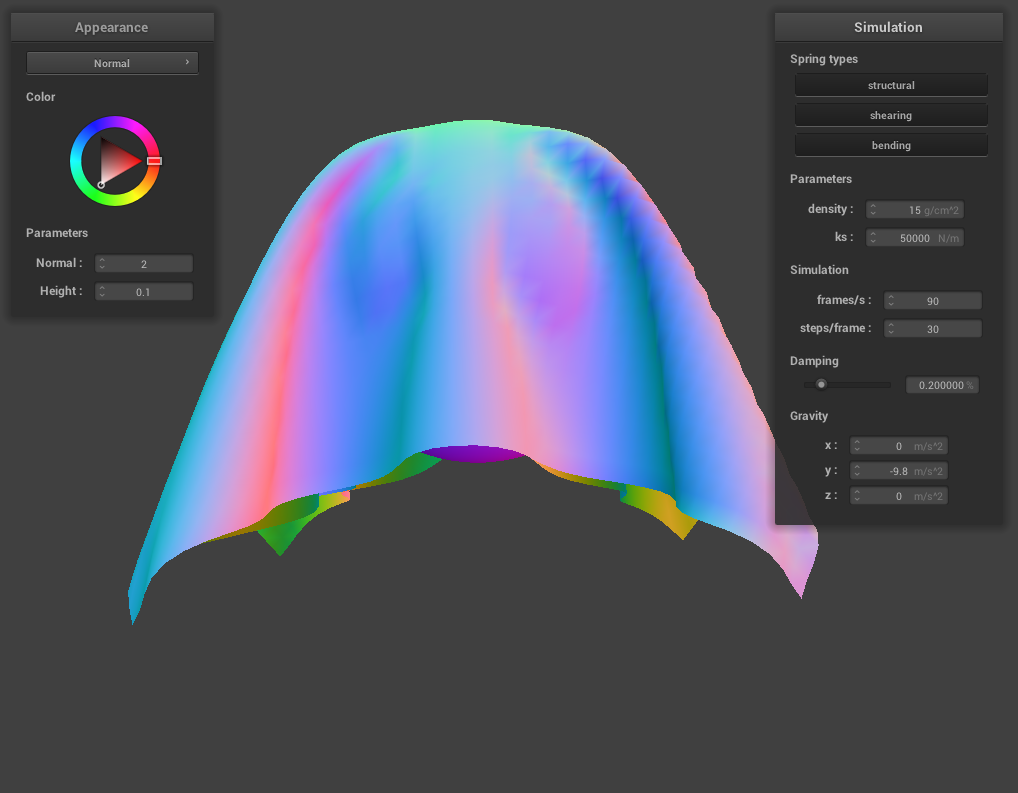 Appearance
Normal
Color
Parameters
Normal : 2
Height : 0.1
Simulation
Spring types
structural
shearing
bending
Parameters
density : 15 g/cm^2
ks : 50000 N/m
Simulation
frames/s : 90
steps/frame : 30
Damping
0.200000 %
Gravity
x : 0 m/s^2
y : -9.8 m/s^2
z : 0 m/s^2